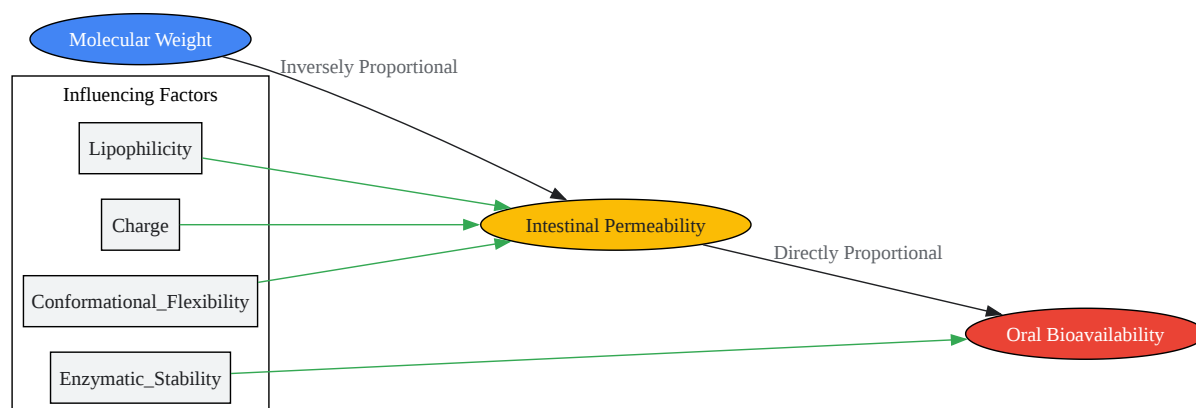 Molecular Weight
Inversely Proportional
Influencing Factors
Lipophilicity
Charge
Conformational_Flexibility
Enzymatic_Stability
Intestinal Permeability
Directly Proportional
Oral Bioavailability